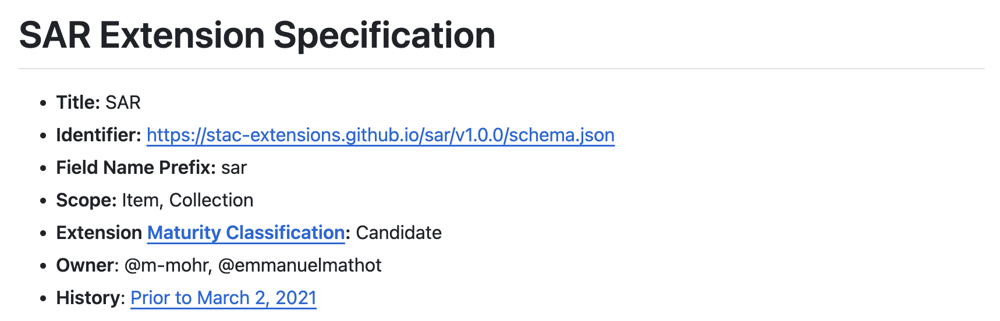 SAR Extension Specification
• Title: SAR
• Identifier: https://stac-extensions.github.io/sar/v1.0.0/schema.json
• Field Name Prefix: sar
• Scope: Item, Collection
• Extension Maturity Classification: Candidate
• Owner: @m-mohr, @emmanuelmathot
• History: Prior to March 2, 2021